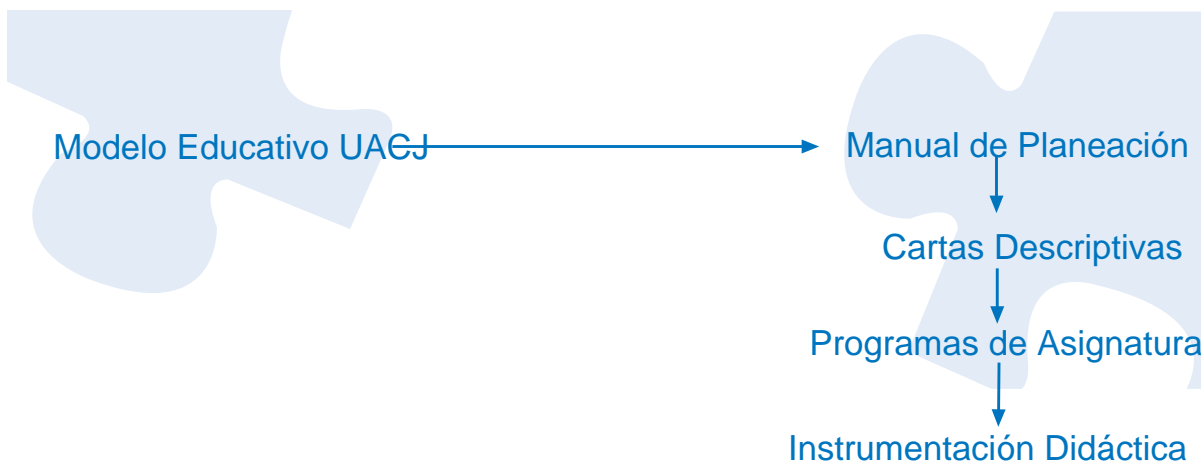 Modelo Educativo UACJ
Manual de Planeación
Cartas Descriptivas
Programas de Asignatura
Instrumentación Didáctica